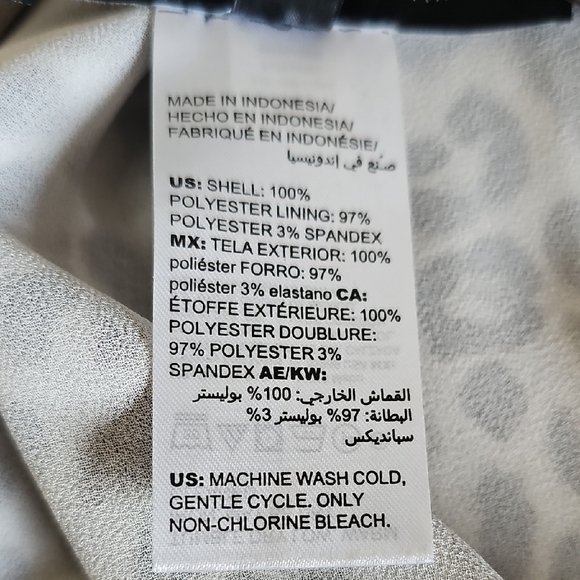 MADE IN INDONESIA/
HECHO EN INDONESIA/
FABRIQUÉ EN INDONÉSIE/
صنع في إندونيسيا
US: SHELL: 100%
POLYESTER LINING: 97%
POLYESTER 3% SPANDEX
MX: TELA EXTERIOR: 100%
poliéster FORRO: 97%
poliéster 3% elastano CA:
ÉTOFFE EXTÉRIEURE: 100%
POLYESTER DOUBLURE:
97% POLYESTER 3%
SPANDEX AE/KW:
القماش الخارجي: 100% بوليستر
البطانة: 97% بوليستر 3%
سبانديكس
US: MACHINE WASH COLD,
GENTLE CYCLE. ONLY
NON-CHLORINE BLEACH.